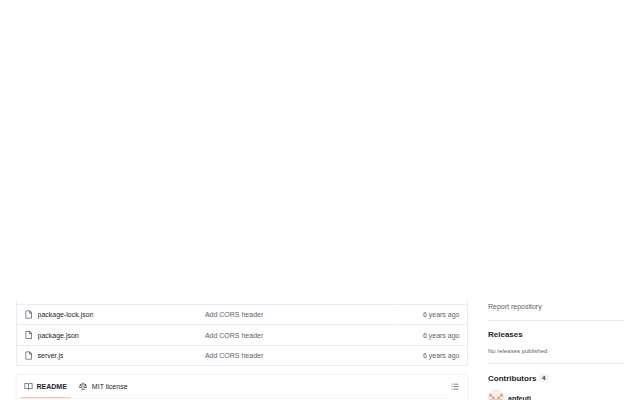 package-lock.json Add CORS header 6 years ago
package.json Add CORS header 6 years ago
server.js Add CORS header 6 years ago
README MIT license
Report repository
Releases
No releases published
Contributors 4